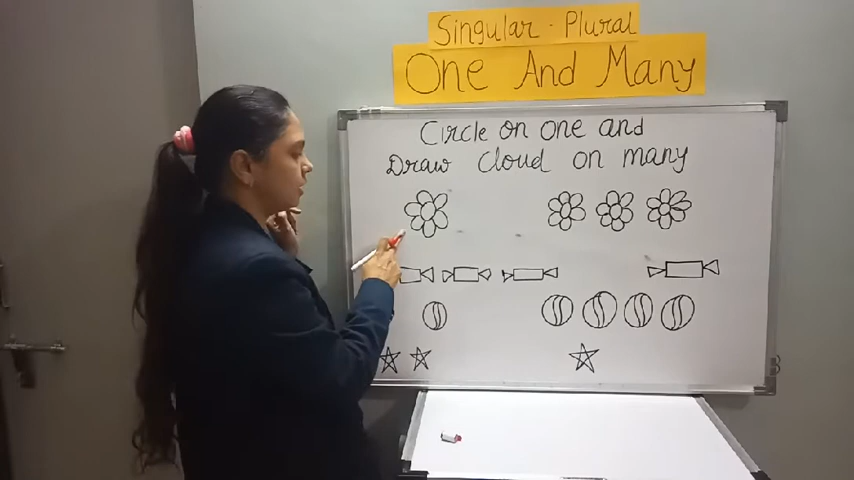 Singular - Plural
One And Many
Circle on one and
Draw cloud on many